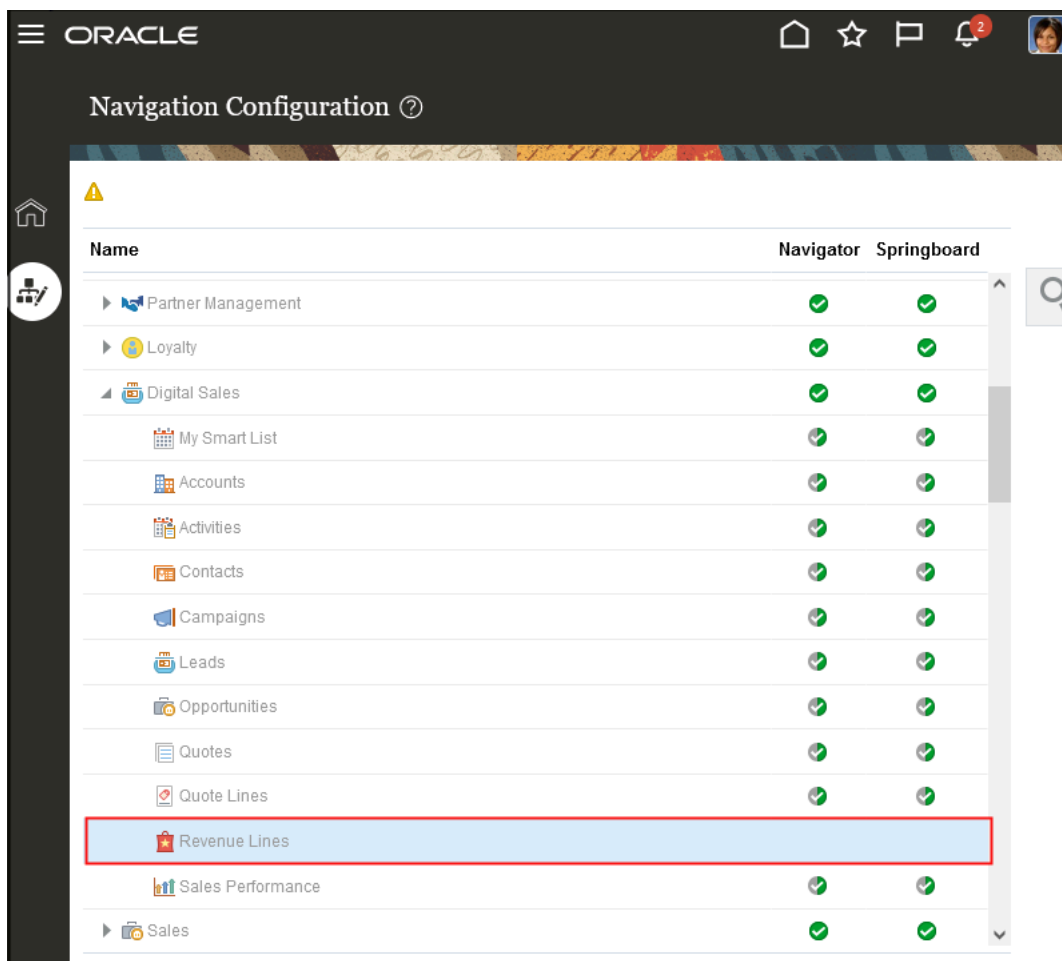 ORACLE
2
Navigation Configuration ?
Name Navigator Springboard
Partner Management
Loyalty
Digital Sales
My Smart List
Accounts
Activities
Contacts
Campaigns
Leads
Opportunities
Quotes
Quote Lines
Revenue Lines
Sales Performance
Sales